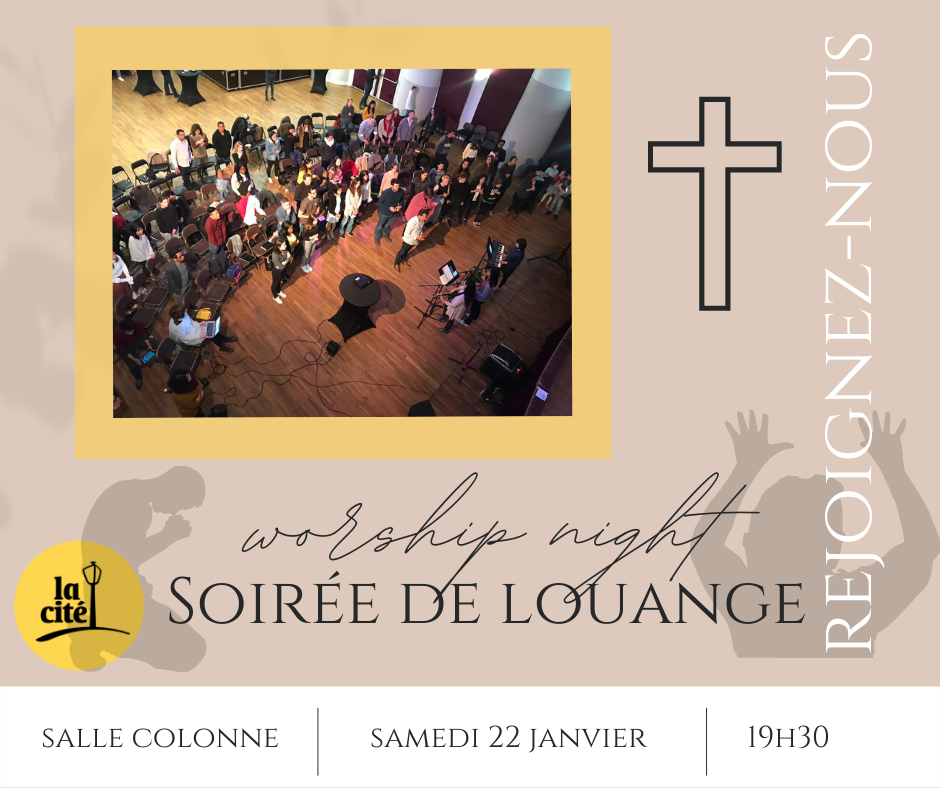 REJOIGNEZ-NOUS
worship night
SOIRÉE DE LOUANGE
la
cité
SALLE COLONNE
SAMEDI 22 JANVIER
19H30